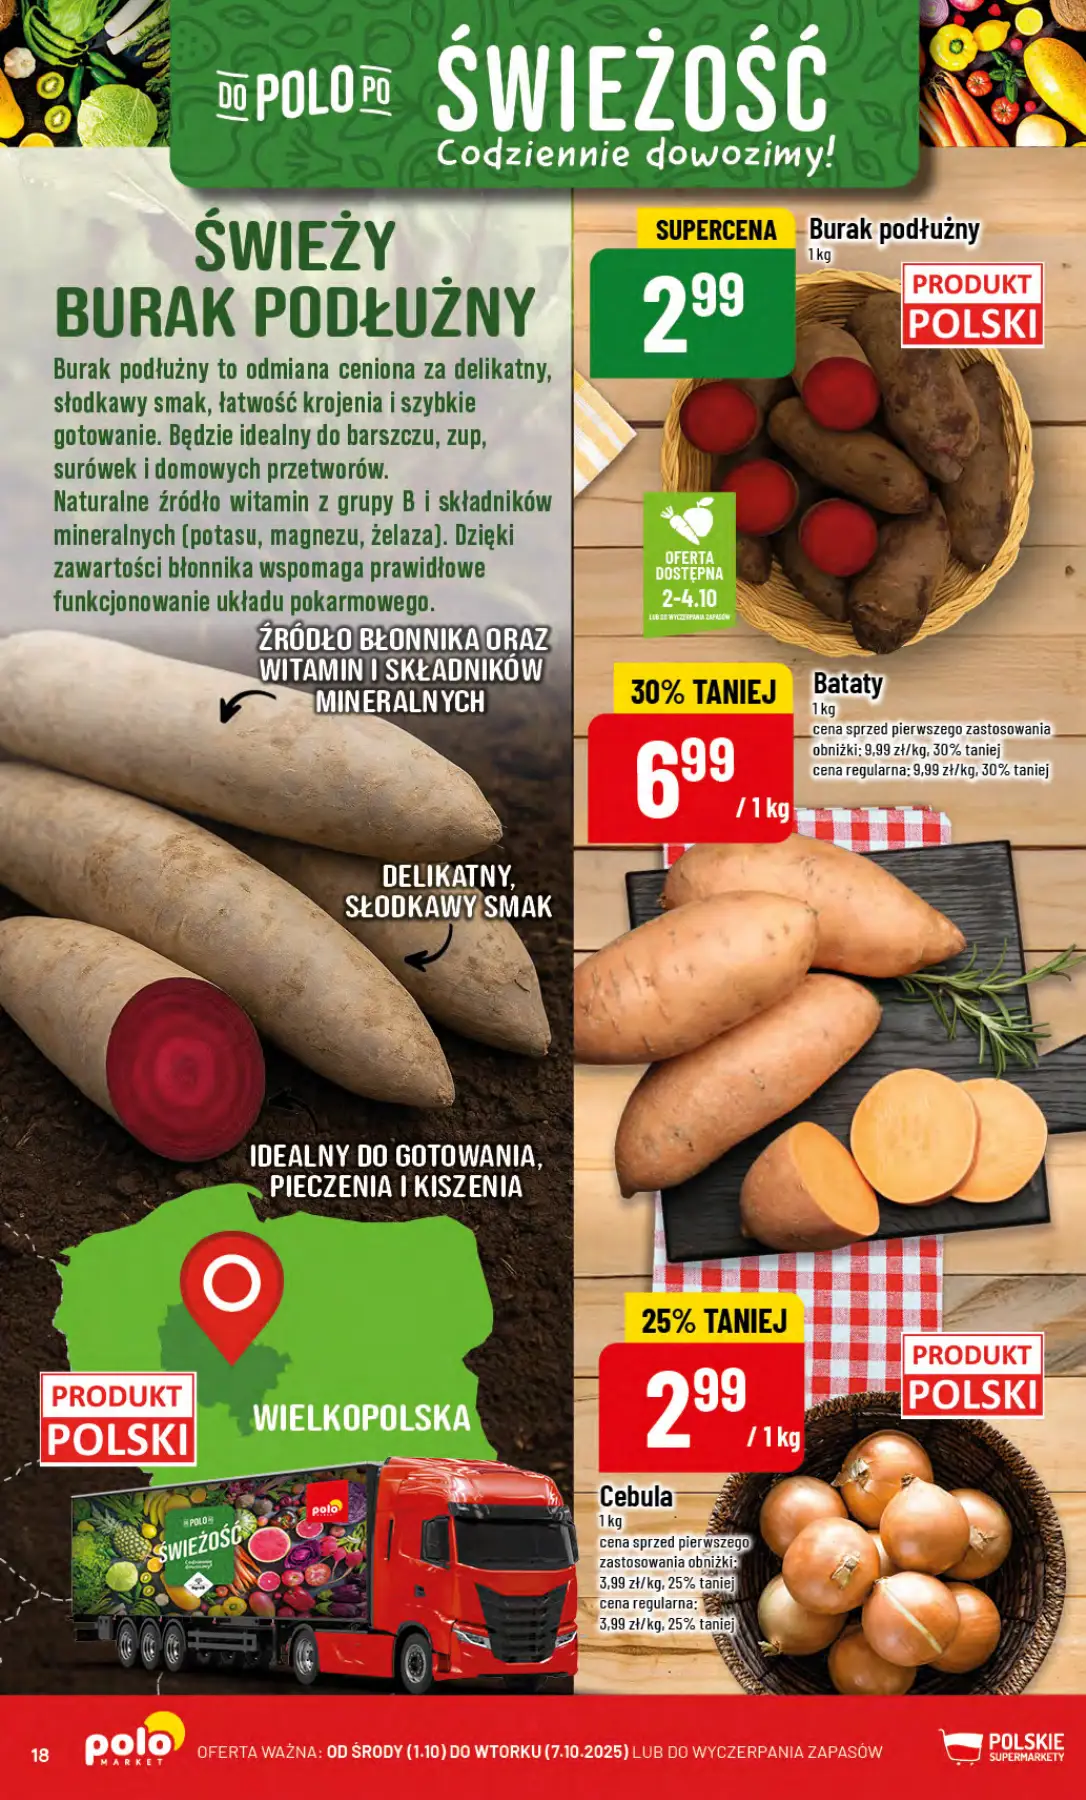 DO POLO PO ŚWIEŻOŚĆ
Codziennie dowozimy!
ŚWIEŻY
BURAK PODŁUŻNY
Burak podłużny to odmiana ceniona za delikatny,
słodkawy smak, łatwość krojenia i szybkie
gotowanie. Będzie idealny do barszczu, zup,
surówek i domowych przetworów.
Naturalne źródło witamin z grupy B i składników
mineralnych (potasu, magnezu, żelaza). Dzięki
zawartości błonnika wspomaga prawidłowe
funkcjonowanie układu pokarmowego.
ŹRÓDŁO BŁONNIKA ORAZ
WITAMIN I SKŁADNIKÓW
MINERALNYCH
DELIKATNY,
SŁODKAWY SMAK
IDEALNY DO GOTOWANIA,
PIECZENIA I KISZENIA
PRODUKT
POLSKI
WIELKOPOLSKA
POLO
ŚWIEŻOŚĆ
polo
SUPERCENA
2 99
Burak podłużny
1 kg
PRODUKT
POLSKI
OFERTA
DOSTĘPNA
2-4.10
LUB DO WYCZERPANIA ZAPASÓW
30% TANIEJ
6 99
/ 1 kg
Bataty
1 kg
cena sprzed pierwszego zastosowania
obniżki: 9,99 zł/kg, 30% taniej
cena regularna: 9,99 zł/kg, 30% taniej
25% TANIEJ
2 99
/ 1 kg
PRODUKT
POLSKI
Cebula
1 kg
cena sprzed pierwszego
zastosowania obniżki:
3,99 zł/kg, 25% taniej
cena regularna:
3,99 zł/kg, 25% taniej
18
polo
MARKET
OFERTA WAŻNA: OD ŚRODY (1.10) DO WTORKU (7.10.2025) LUB DO WYCZERPANIA ZAPASÓW
POLSKIE
SUPERMARKETY